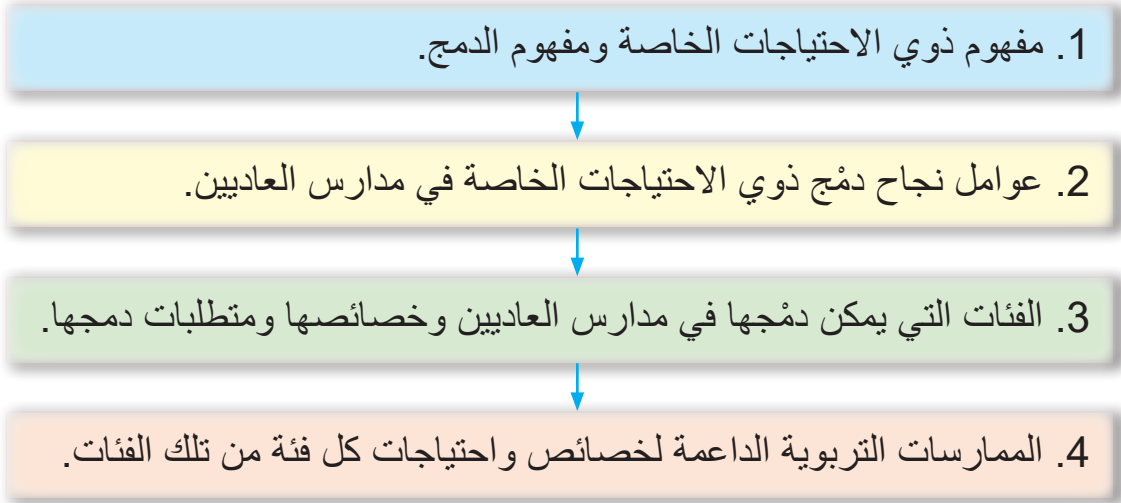 1. مفهوم ذوي الاحتياجات الخاصة ومفهوم الدمج.
2. عوامل نجاح دمْج ذوي الاحتياجات الخاصة في مدارس العاديين.
3. الفئات التي يمكن دمْجها في مدارس العاديين وخصائصها ومتطلبات دمجها.
4. الممارسات التربوية الداعمة لخصائص واحتياجات كل فئة من تلك الفئات.